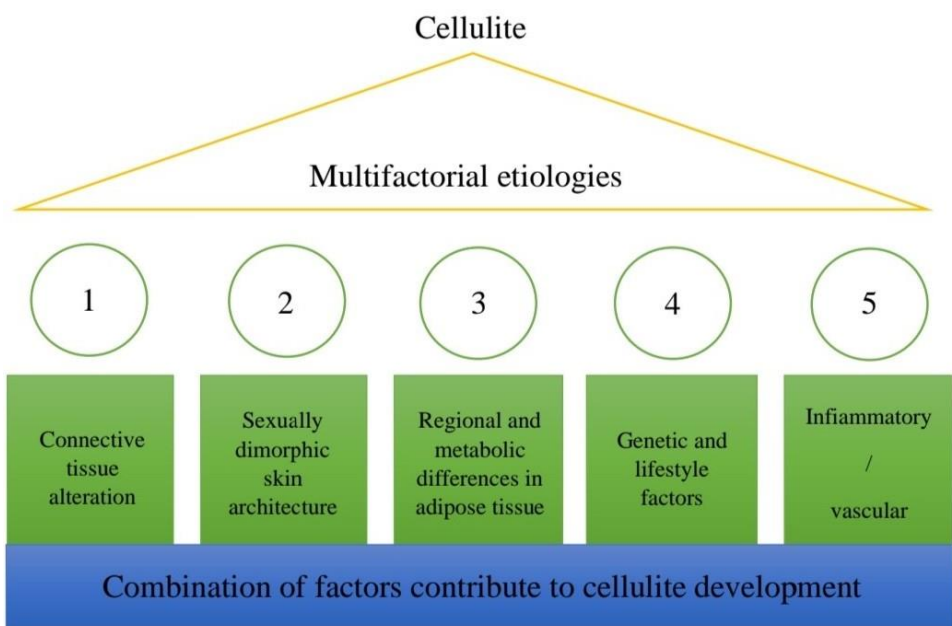 Cellulite
Multifactorial etiologies
1
2
3
4
5
Connective
tissue
alteration
Sexually
dimorphic
skin
architecture
Regional and
metabolic
differences in
adipose tissue
Genetic and
lifestyle
factors
Infiammatory
/
vascular
Combination of factors contribute to cellulite development